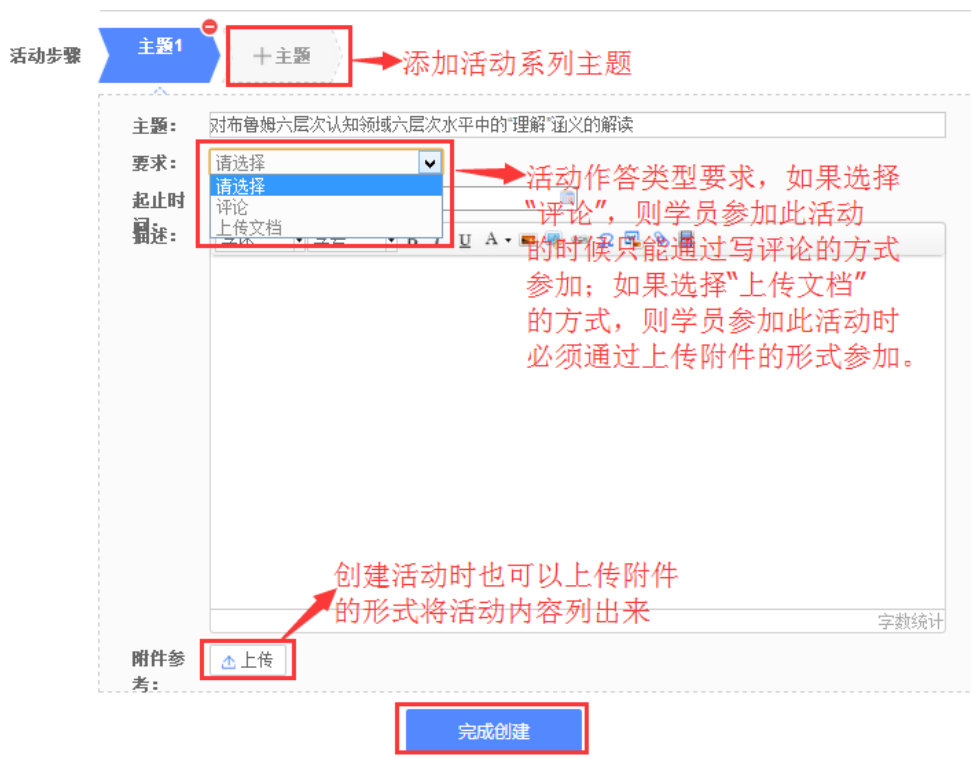 活动步骤
主题1
＋主题
添加活动系列主题
主题：
对布鲁姆六层次认知领域六层次水平中的“理解”涵义的解读
要求：
请选择
请选择
评论
上传文档
活动作答类型要求，如果选择
“评论”，则学员参加此活动
的时候只能通过写评论的方式
参加；如果选择“上传文档”
的方式，则学员参加此活动时
必须通过上传附件的形式参加。
起止时
间：
描述：
U A
创建活动时也可以上传附件
的形式将活动内容列出来
字数统计
附件参
考：
上传
完成创建